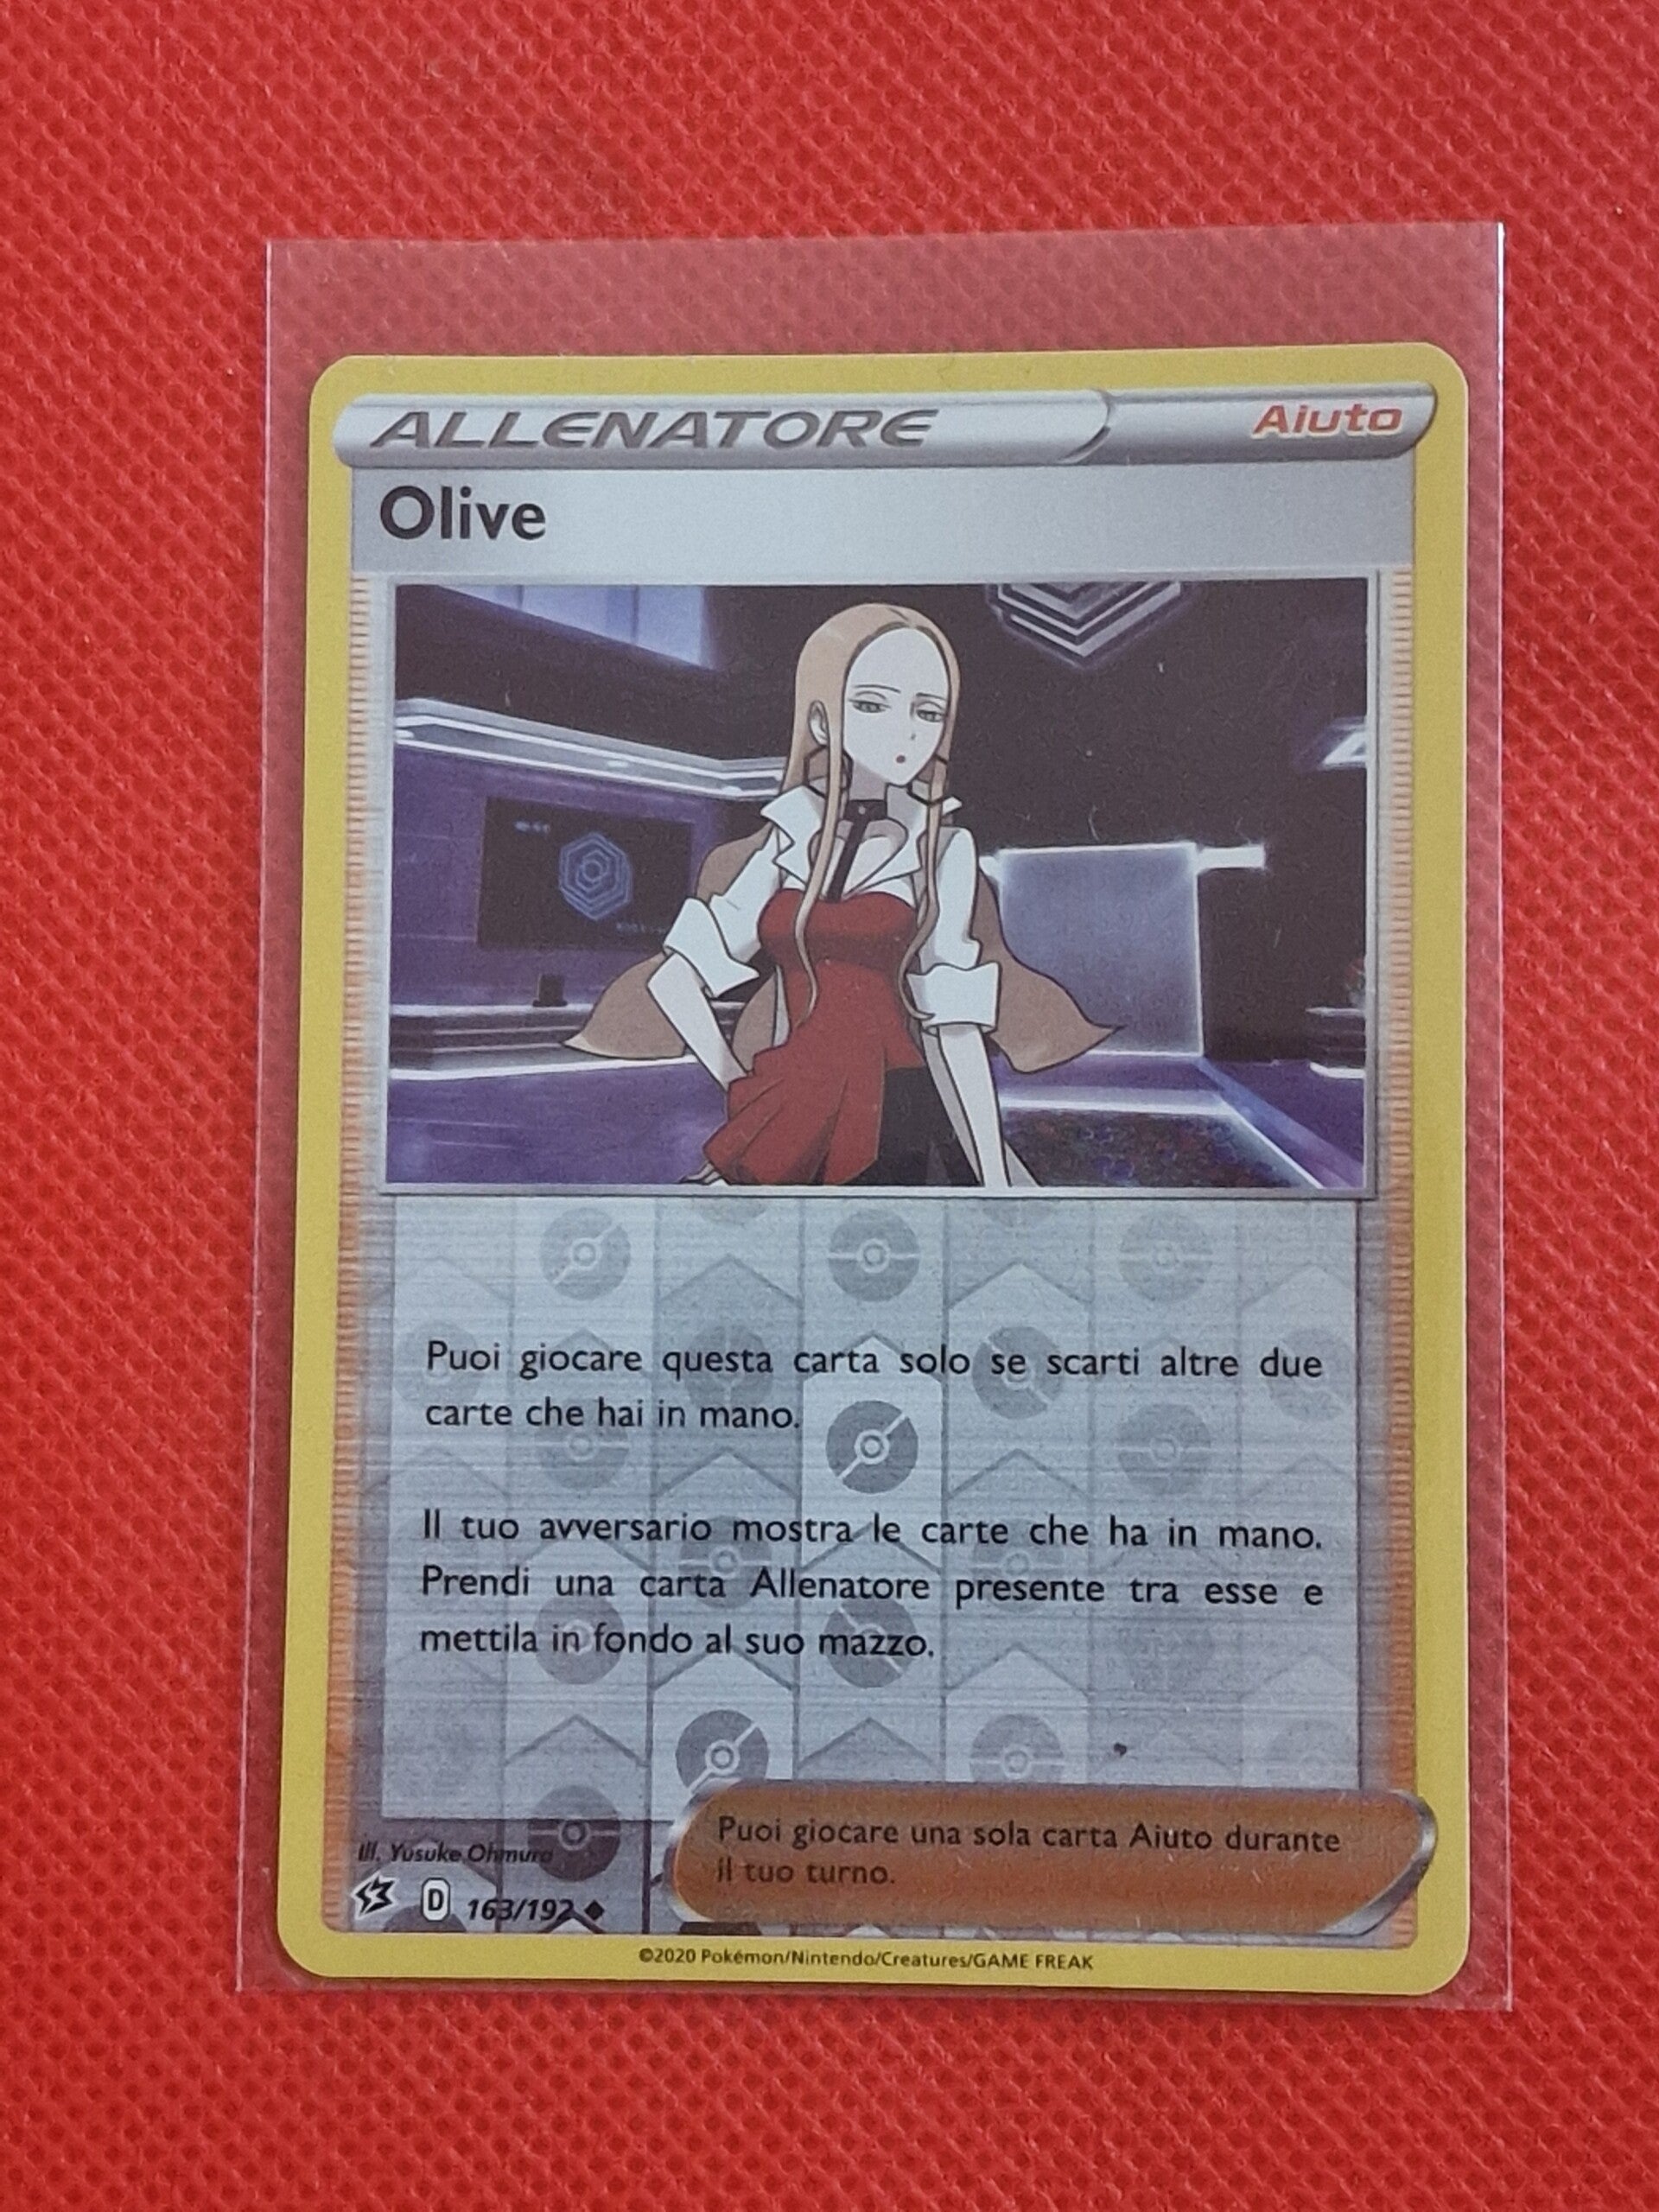 ALLENATORE Aiuto
Olive
Puoi giocare questa carta solo se scarti altre due
carte che hai in mano.
Il tuo avversario mostra le carte che ha in mano.
Prendi una carta Allenatore presente tra esse e
mettila in fondo al suo mazzo.
Puoi giocare una sola carta Aiuto durante
il tuo turno.
Ill. Yusuke Ohmura
D 163/192
©2020 Pokémon/Nintendo/Creatures/GAME FREAK